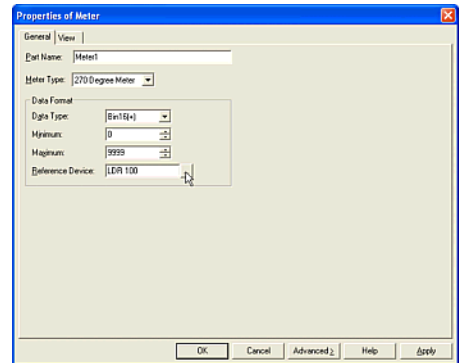 Properties of Meter
General View
Part Name: Meter1
Meter Type: 270 Degree Meter
Data Format
Data Type: Bin16(+)
Minimum: 0
Maximum: 9999
Reference Device: LDR 100
OK Cancel Advanced > Help Apply